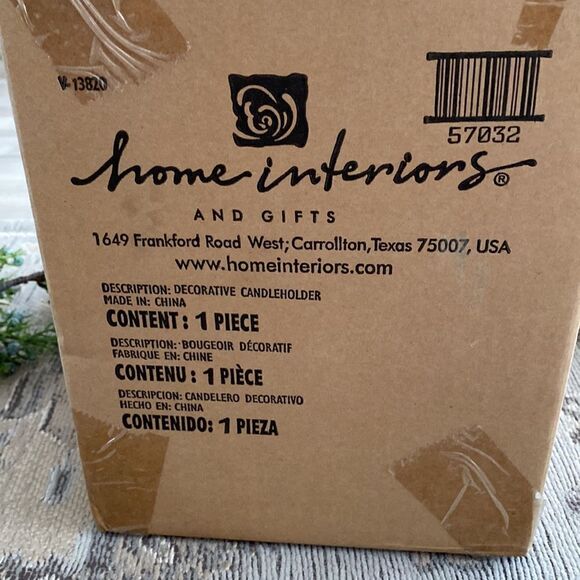 V-13820
57032
home interiors®
AND GIFTS
1649 Frankford Road West; Carrollton, Texas 75007, USA
www.homeinteriors.com
DESCRIPTION: DECORATIVE CANDLEHOLDER
MADE IN: CHINA
CONTENT: 1 PIECE
DESCRIPTION: BOUGEOIR DÉCORATIF
FABRIQUE EN: CHINE
CONTENU: 1 PIÈCE
DESCRIPCION: CANDELERO DECORATIVO
HECHO EN: CHINA
CONTENIDO: 1 PIEZA